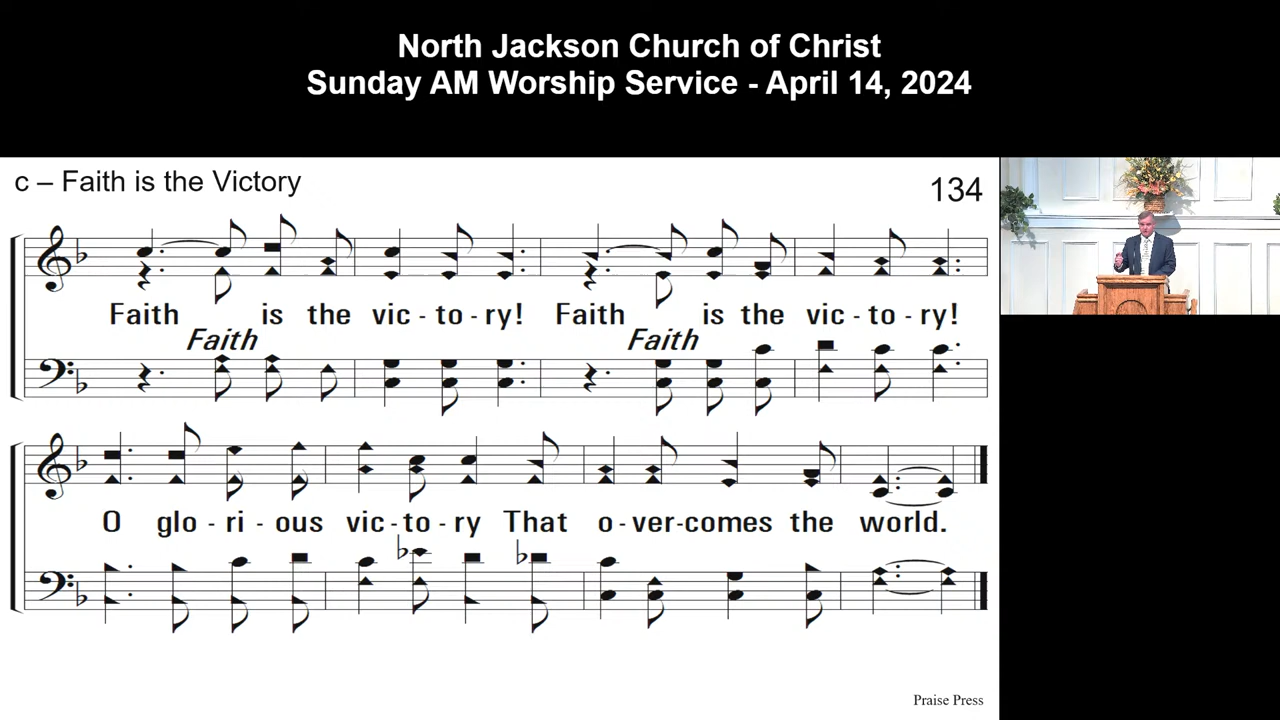 North Jackson Church of Christ
Sunday AM Worship Service - April 14, 2024
c – Faith is the Victory
134
Faith is the vic - to - ry! Faith is the vic - to - ry!
Faith Faith
O glo - ri - ous vic - to - ry That o - ver - comes the world.
Praise Press